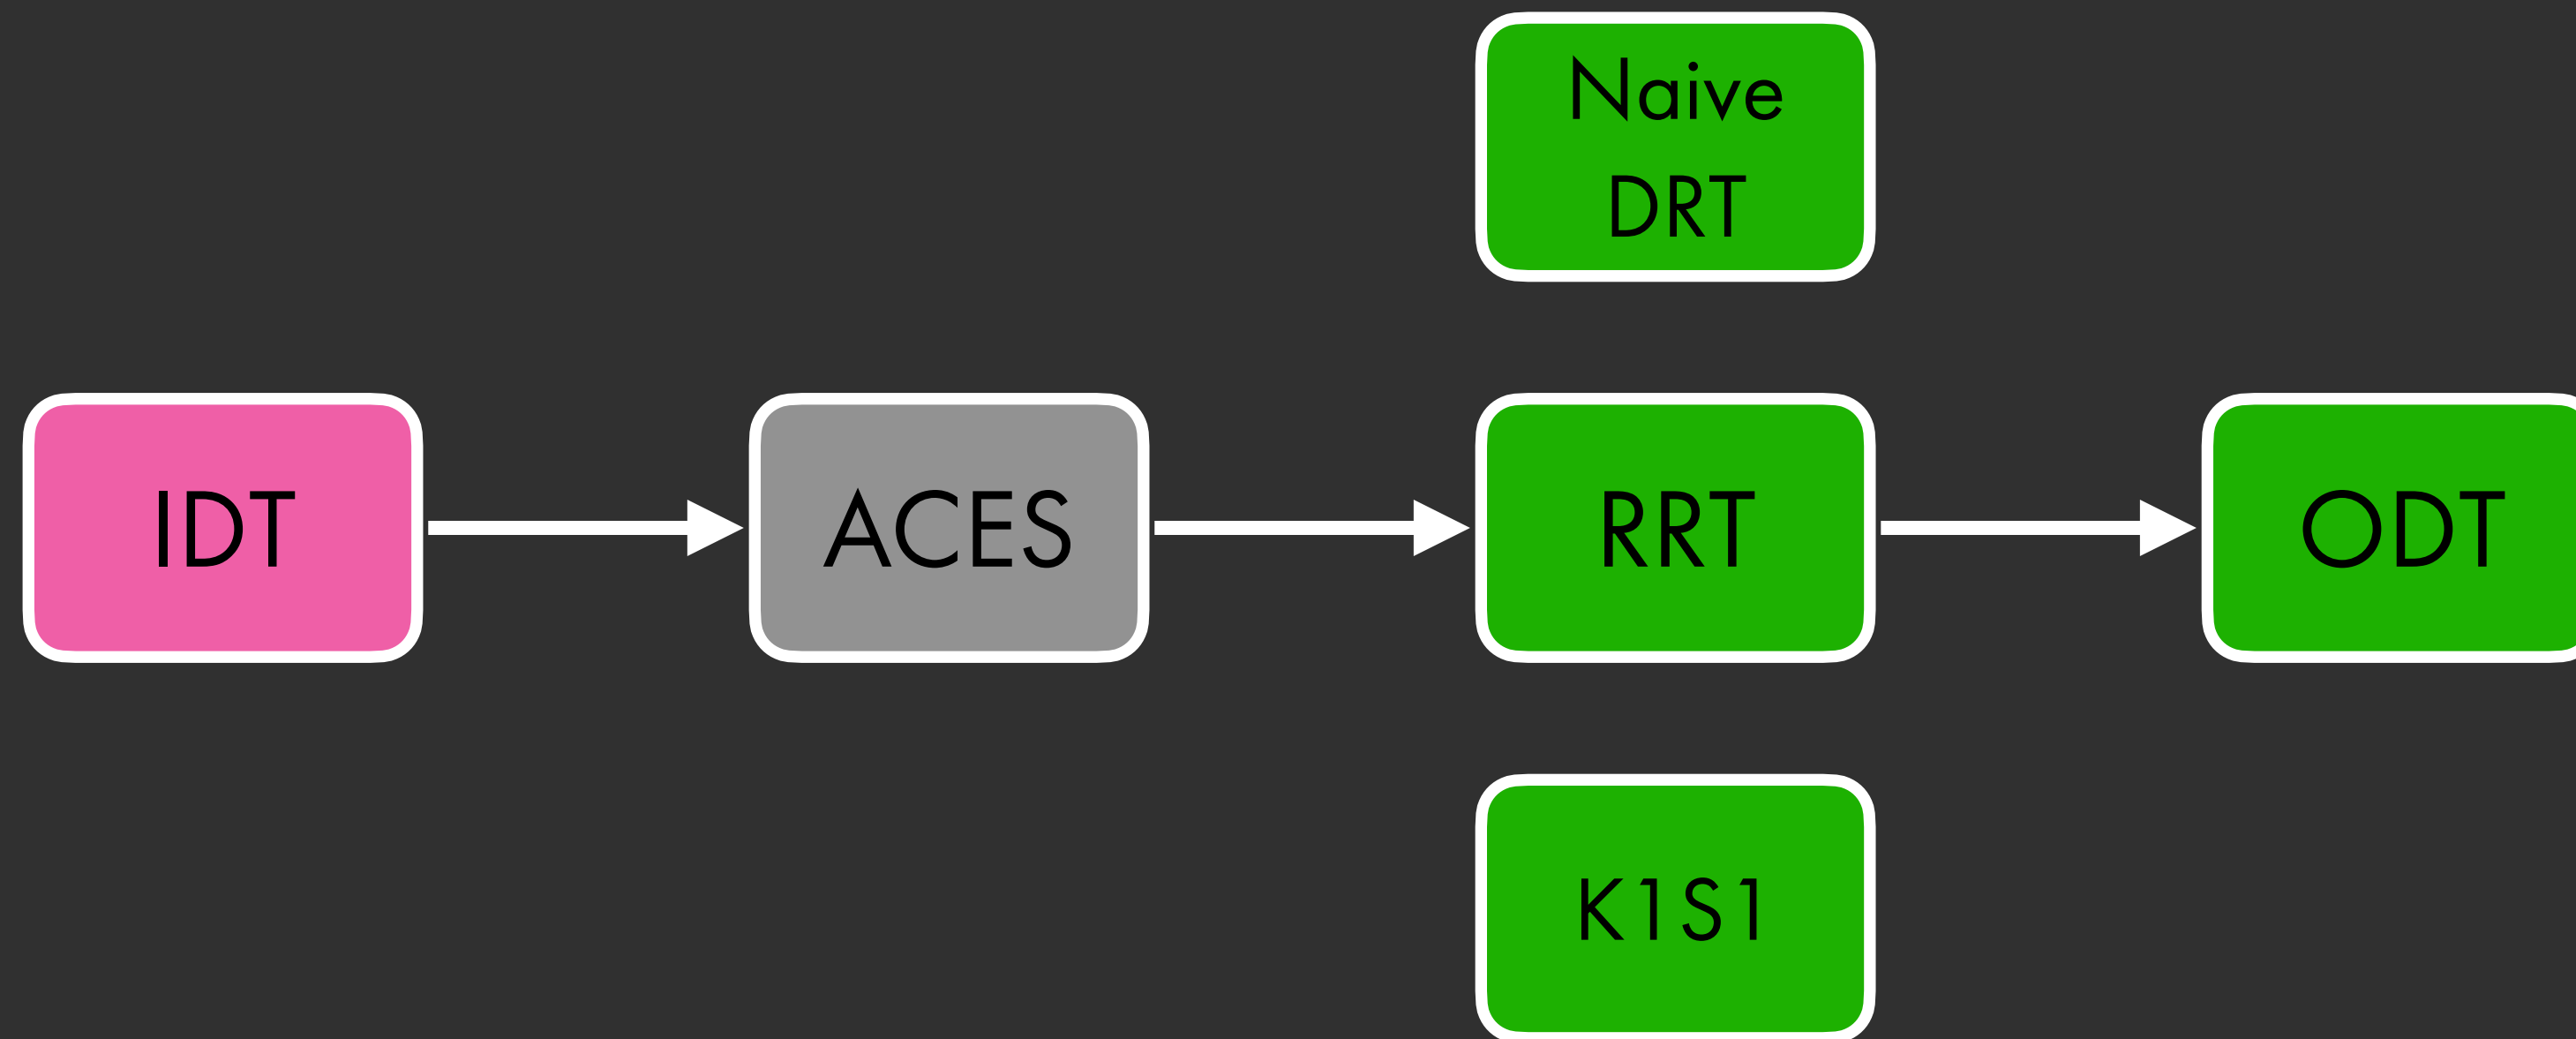 Naive
DRT
IDT
ACES
RRT
ODT
K1S1